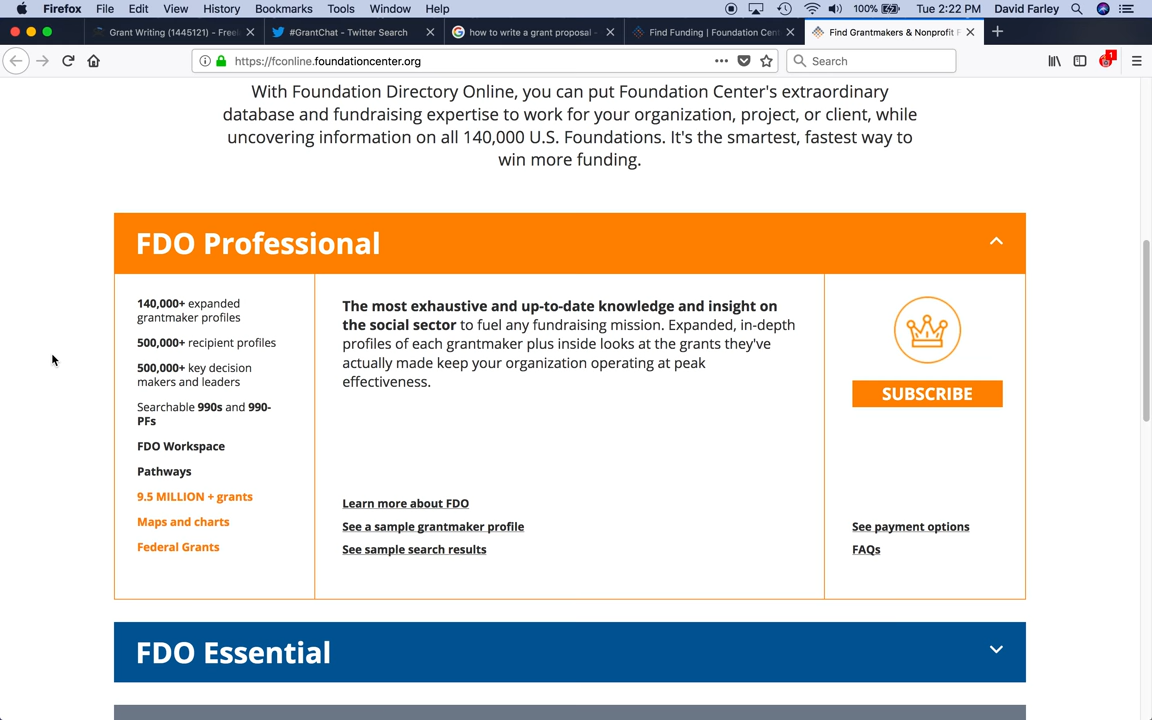 Firefox File Edit View History Bookmarks Tools Window Help 100% Tue 2:22 PM David Farley
Grant Writing (1445121) - Free #GrantChat - Twitter Search how to write a grant proposal - Find Funding | Foundation Cen Find Grantmakers & Nonprofit F
https://fconline.foundationcenter.org Search 1
With Foundation Directory Online, you can put Foundation Center's extraordinary
database and fundraising expertise to work for your organization, project, or client, while
uncovering information on all 140,000 U.S. Foundations. It's the smartest, fastest way to
win more funding.
FDO Professional
140,000+ expanded
grantmaker profiles
500,000+ recipient profiles
500,000+ key decision
makers and leaders
Searchable 990s and 990-
PFs
FDO Workspace
Pathways
9.5 MILLION + grants
Maps and charts
Federal Grants
The most exhaustive and up-to-date knowledge and insight on
the social sector to fuel any fundraising mission. Expanded, in-depth
profiles of each grantmaker plus inside looks at the grants they've
actually made keep your organization operating at peak
effectiveness.
Learn more about FDO
See a sample grantmaker profile
See sample search results
SUBSCRIBE
See payment options
FAQs
FDO Essential